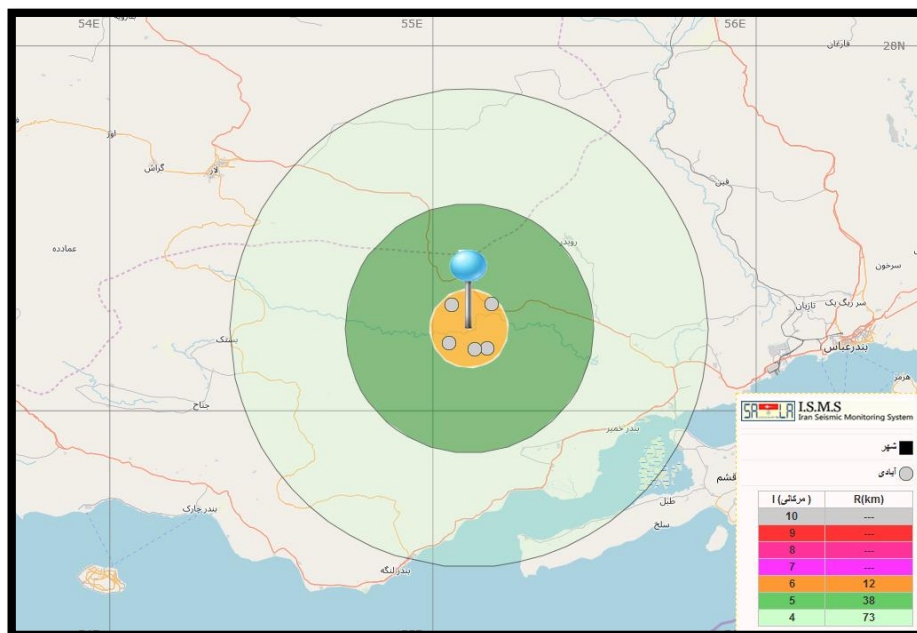 54E
55E
56E
28N
فارغان
اوز
لار
گراش
فین
عمادده
رویدر
سرخون
سر ریگ بک
تازیان
بندرعباس
بستک
هرمز
جناح
بندر خمیر
قشم
طبل
سلخ
بندر چارک
بندر لنگه
I.S.M.S
Iran Seismic Monitoring System
شهر
آبادی
I (مرکالی) R(km)
10 ---
9 ---
8 ---
7 ---
6 12
5 38
4 73